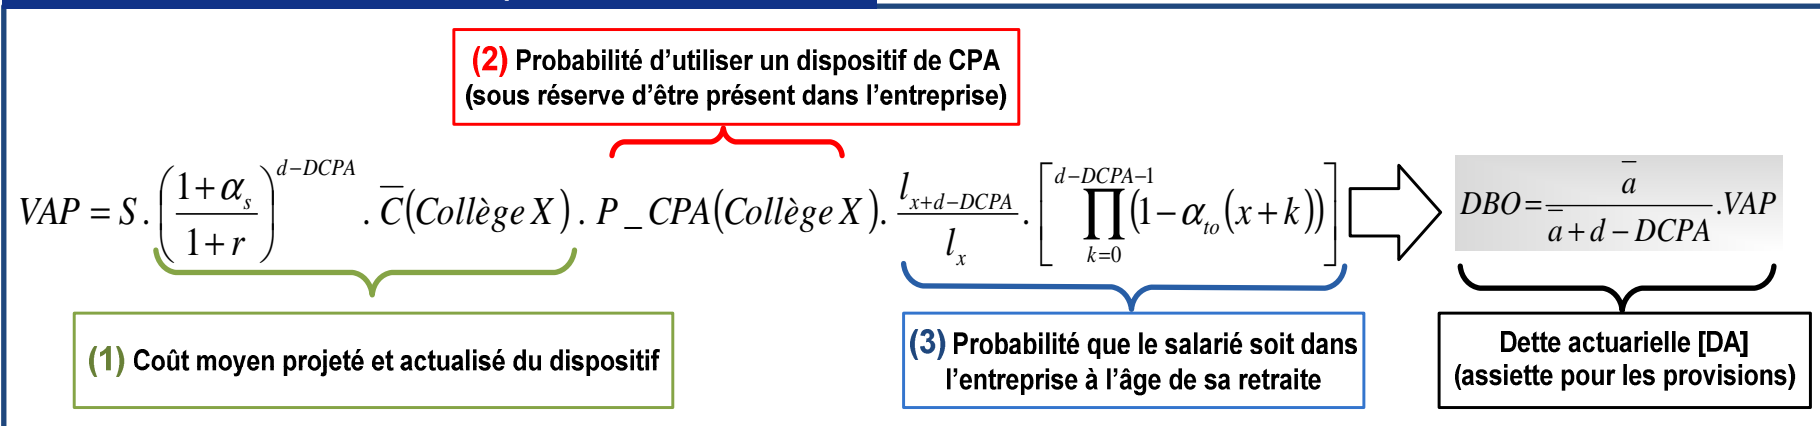 (2) Probabilité d’utiliser un dispositif de CPA
(sous réserve d’être présent dans l’entreprise)
VAP = S . ( (1+α_s) / (1+r) )^{d−DCPA} . C̅(Collège X) . P_CPA(Collège X) . l_{x+d−DCPA} / l_x . [ ∏_{k=0}^{d−DCPA−1} (1−α_{to}(x+k)) ] DBO = a̅ / (a̅+d−DCPA) .VAP
(1) Coût moyen projeté et actualisé du dispositif
(3) Probabilité que le salarié soit dans
l’entreprise à l’âge de sa retraite
Dette actuarielle [DA]
(assiette pour les provisions)